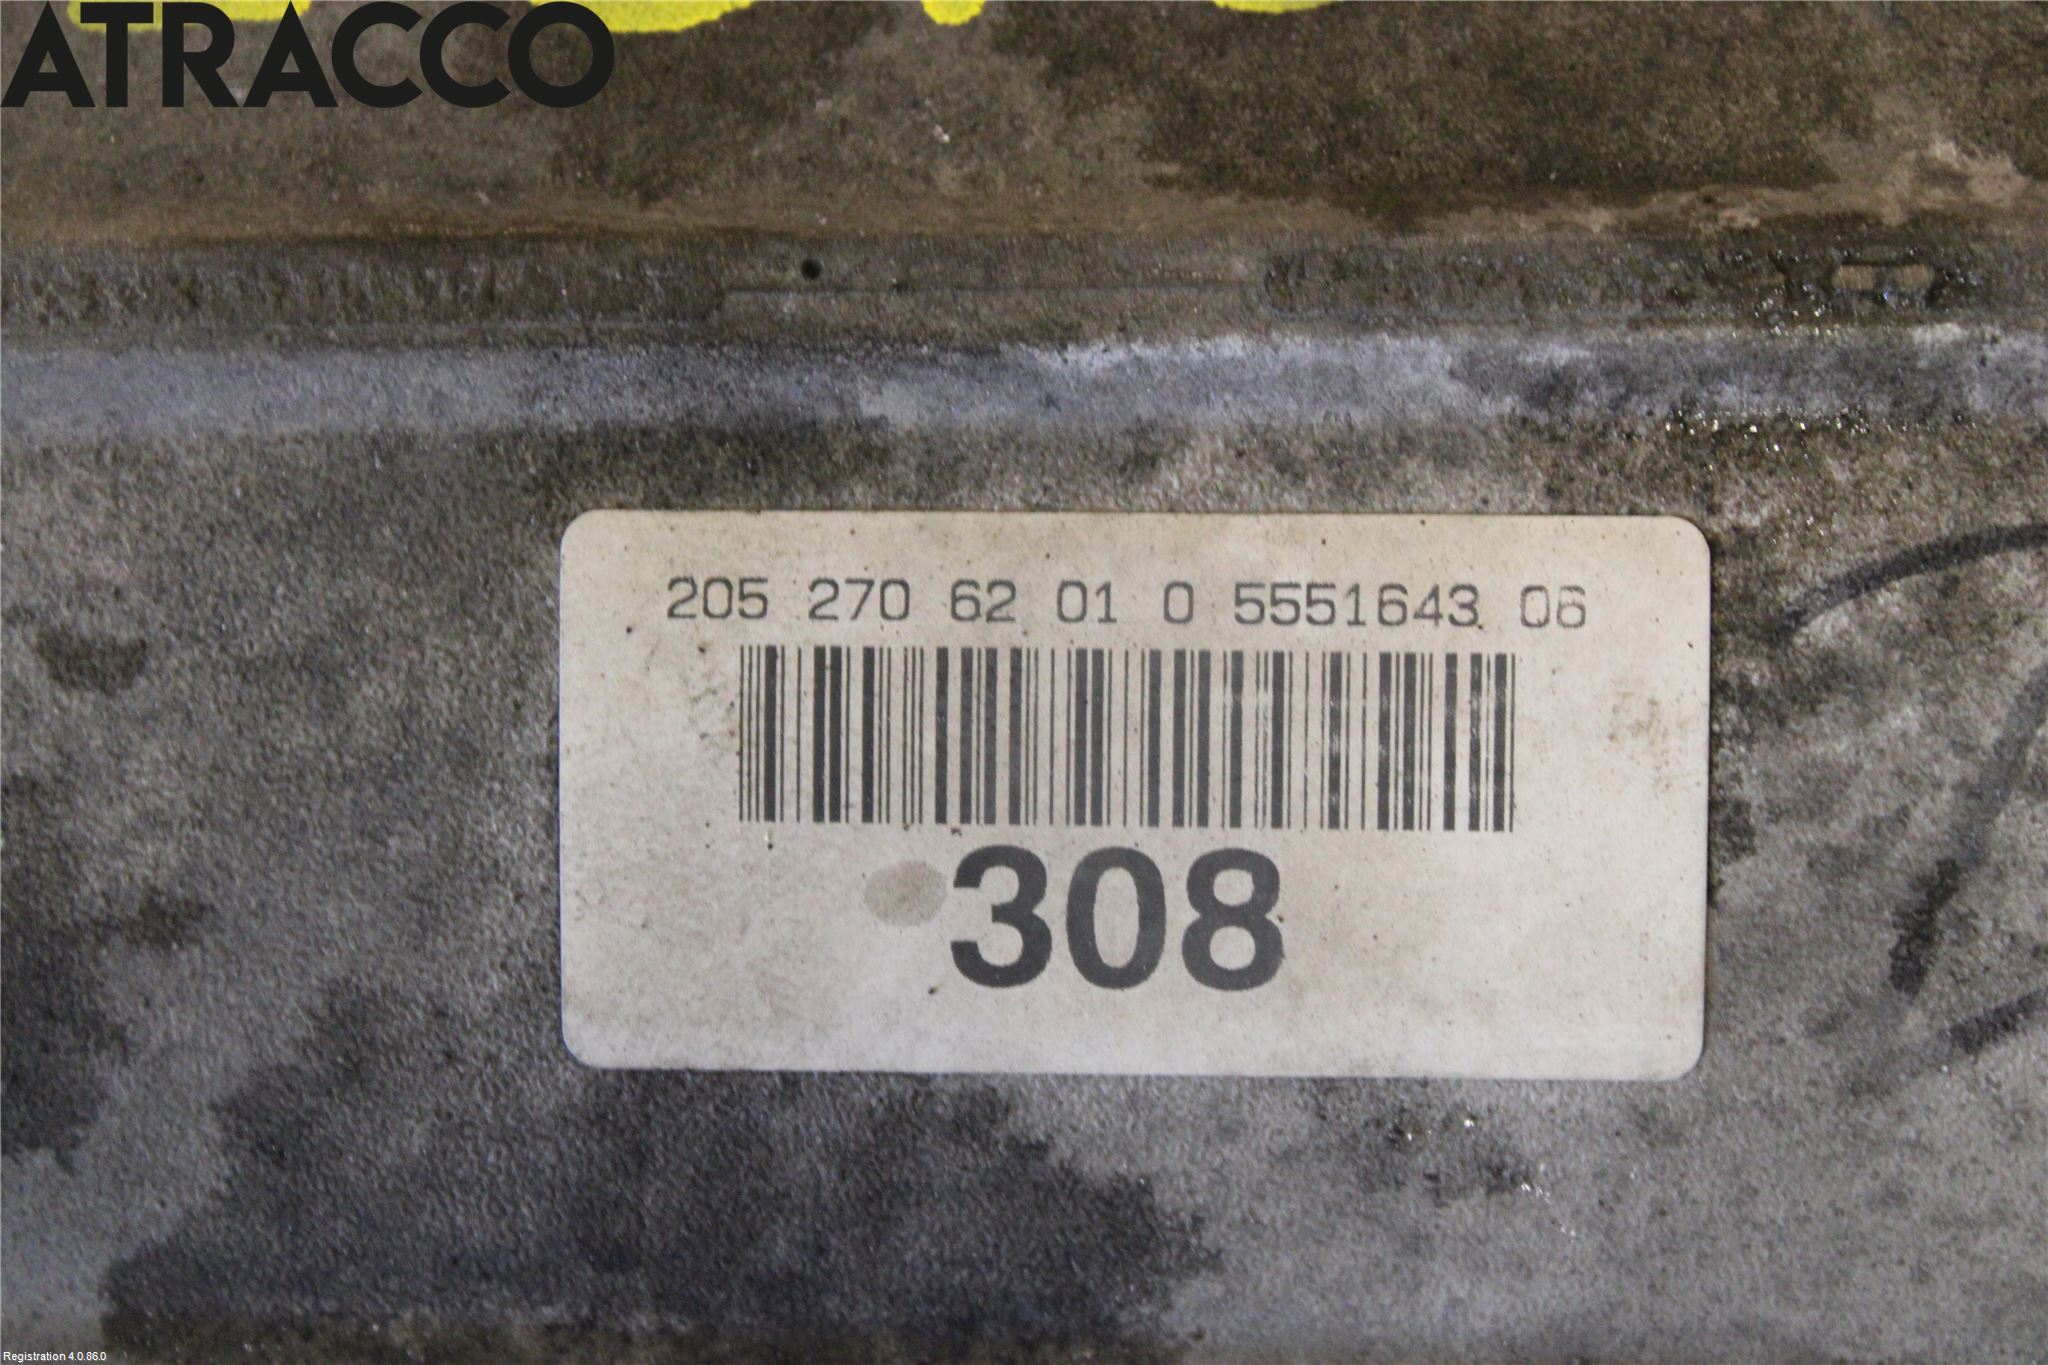 ATRACCO
205 270 62 01 0 5551643 06
308
Registration 4.0.86.0